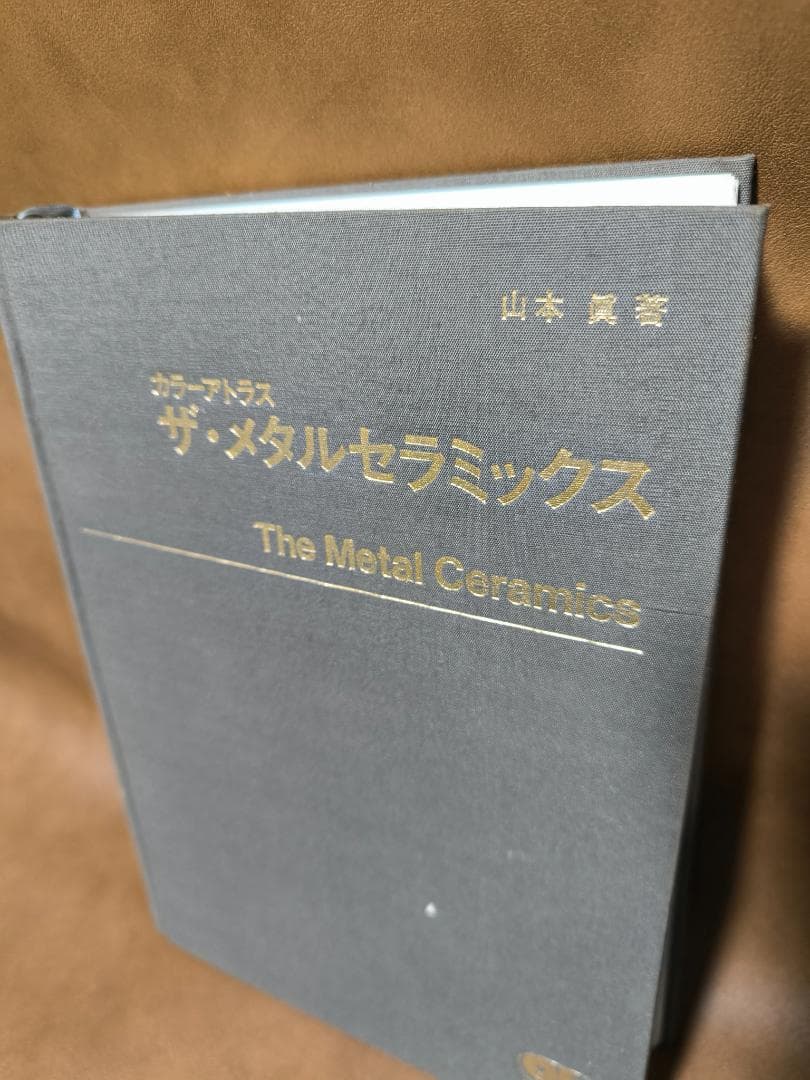 山本 眞 著
カラーアトラス
ザ・メタルセラミックス
The Metal Ceramics